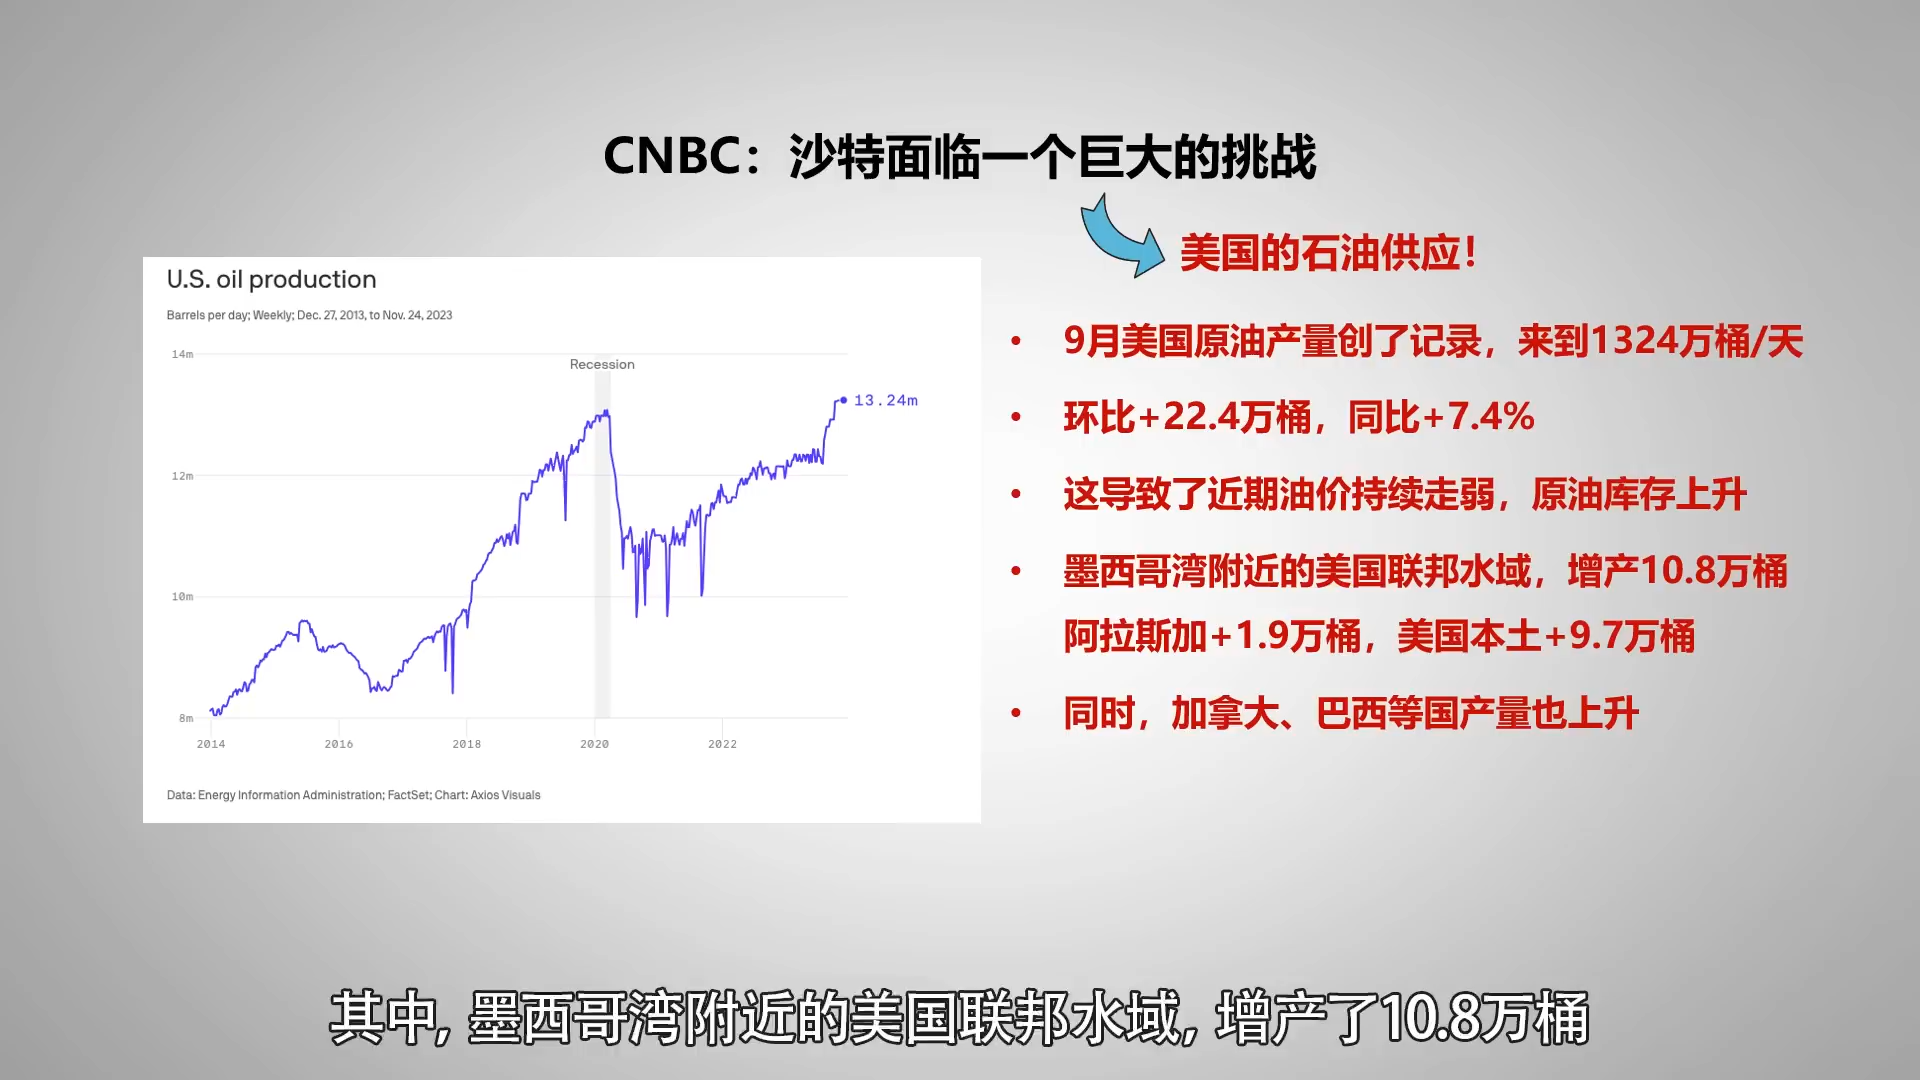 CNBC：沙特面临一个巨大的挑战
美国的石油供应！
U.S. oil production
Barrels per day; Weekly; Dec. 27, 2013, to Nov. 24, 2023
14m
Recession
13.24m
12m
10m
8m
2014 2016 2018 2020 2022
Data: Energy Information Administration; FactSet; Chart: Axios Visuals
• 9月美国原油产量创了记录，来到1324万桶/天
• 环比+22.4万桶，同比+7.4%
• 这导致了近期油价持续走弱，原油库存上升
• 墨西哥湾附近的美国联邦水域，增产10.8万桶
阿拉斯加+1.9万桶，美国本土+9.7万桶
• 同时，加拿大、巴西等国产量也上升
其中, 墨西哥湾附近的美国联邦水域, 增产了10.8万桶